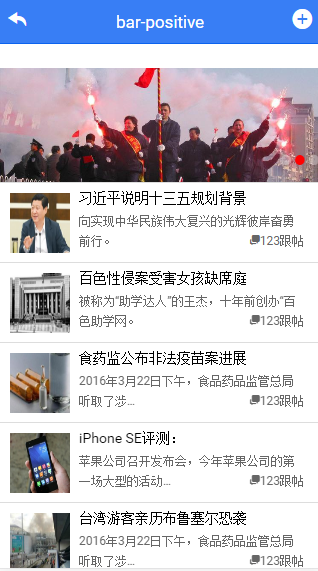 bar-positive
习近平说明十三五规划背景
向实现中华民族伟大复兴的光辉彼岸奋勇
前行。
123跟帖
百色性侵案受害女孩缺席庭
被称为“助学达人”的王杰，十年前创办“百
色助学网。
123跟帖
食药监公布非法疫苗案进展
2016年3月22日下午，食品药品监管总局
听取了涉...
123跟帖
iPhone SE评测：
苹果公司召开发布会，今年苹果公司的第
一场大型的活动...
123跟帖
台湾游客亲历布鲁塞尔恐袭
2016年3月22日下午，食品药品监管总局
听取了涉...
123跟帖